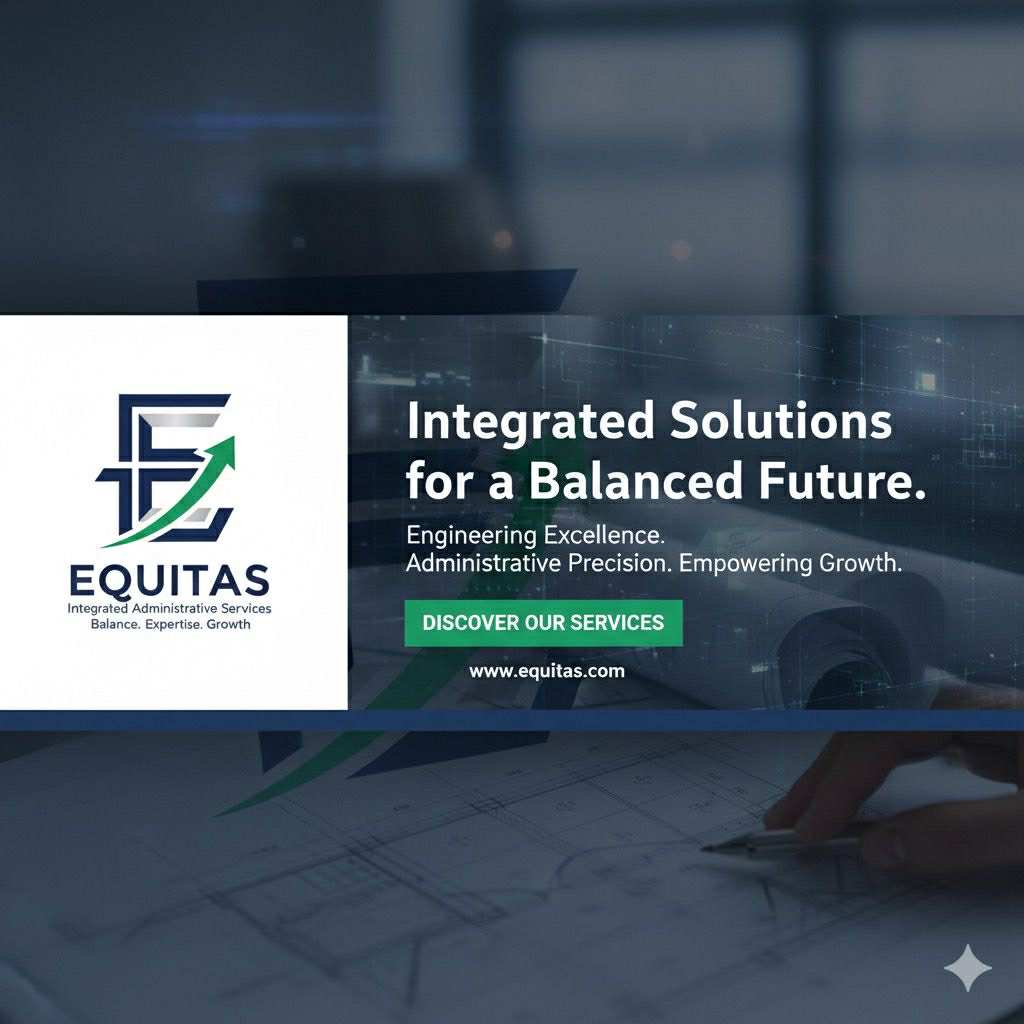 EQUITAS
Integrated Administrative Services
Balance. Expertise. Growth
Integrated Solutions
for a Balanced Future.
Engineering Excellence.
Administrative Precision. Empowering Growth.
DISCOVER OUR SERVICES
www.equitas.com